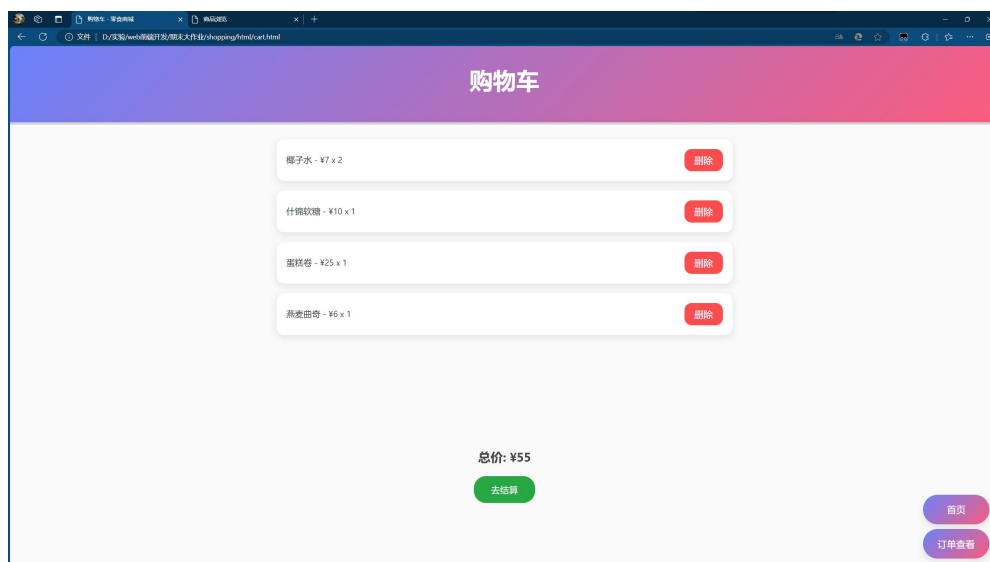 购物车 - 零食商城
商品浏览
文件 | D:/实验/web前端开发/期末大作业/shopping/html/cart.html
购物车
椰子水 - ¥7 x 2
删除
什锦软糖 - ¥10 x 1
删除
蛋糕卷 - ¥25 x 1
删除
燕麦曲奇 - ¥6 x 1
删除
总价: ¥55
去结算
首页
订单查看